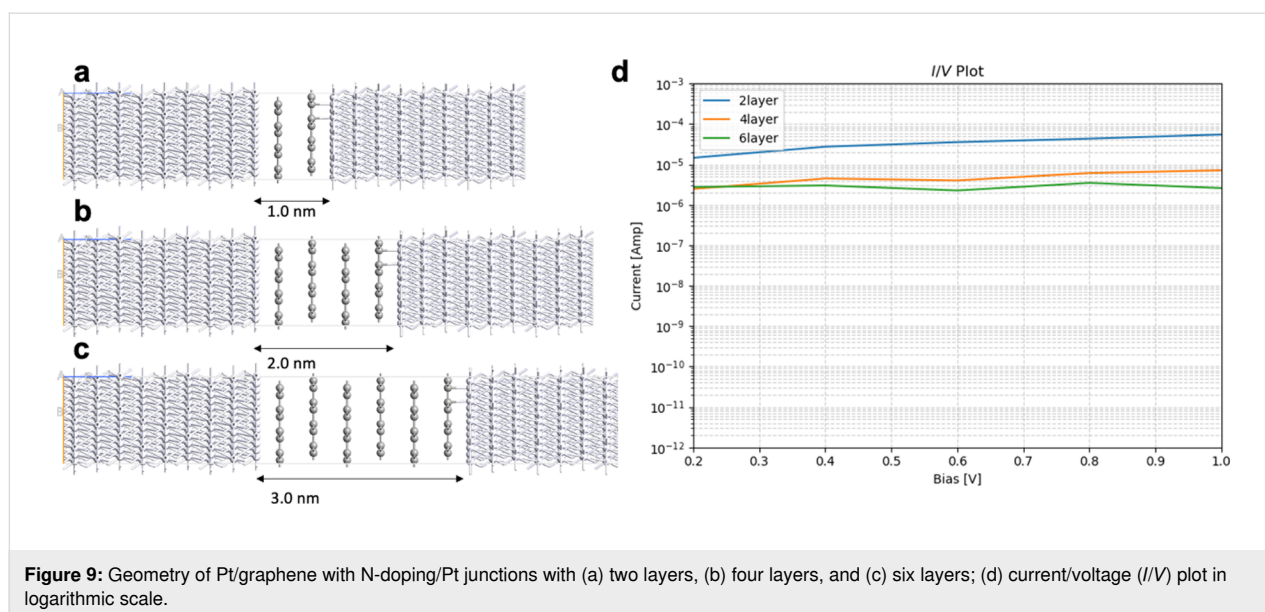 a
1.0 nm
b
2.0 nm
c
3.0 nm
d
I/V Plot
2layer
4layer
6layer
Current [Amp]
10⁻³
10⁻⁴
10⁻⁵
10⁻⁶
10⁻⁷
10⁻⁸
10⁻⁹
10⁻¹⁰
10⁻¹¹
10⁻¹²
0.2 0.3 0.4 0.5 0.6 0.7 0.8 0.9 1.0
Bias [V]
Figure 9: Geometry of Pt/graphene with N-doping/Pt junctions with (a) two layers, (b) four layers, and (c) six layers; (d) current/voltage (I/V) plot in
logarithmic scale.